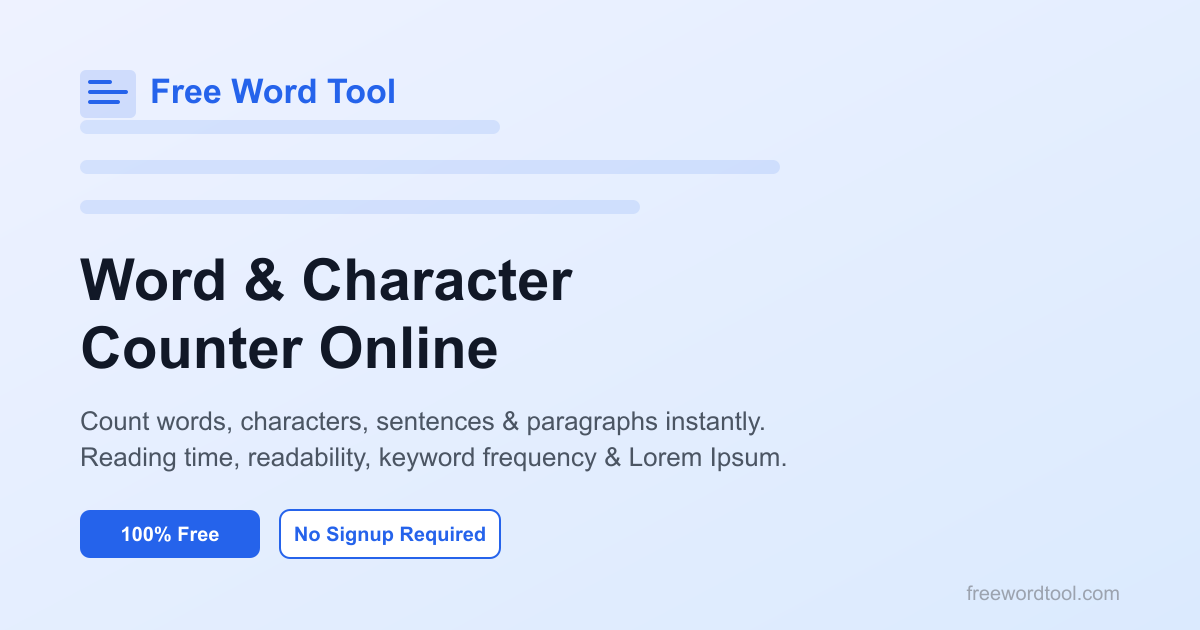 Free Word Tool
Word & Character
Counter Online
Count words, characters, sentences & paragraphs instantly.
Reading time, readability, keyword frequency & Lorem Ipsum.
100% Free
No Signup Required
freewordtool.com